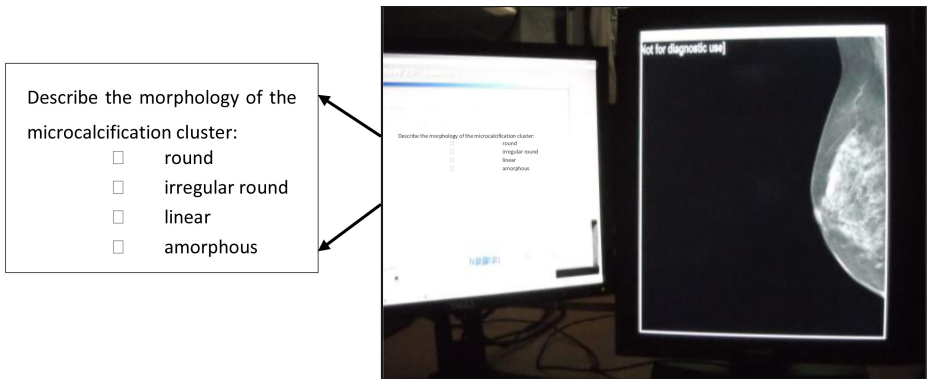 Describe the morphology of the
microcalcification cluster:
round
irregular round
linear
amorphous
Describe the morphology of the microcalcification cluster:
round
irregular round
linear
amorphous
Not for diagnostic use]
DELL